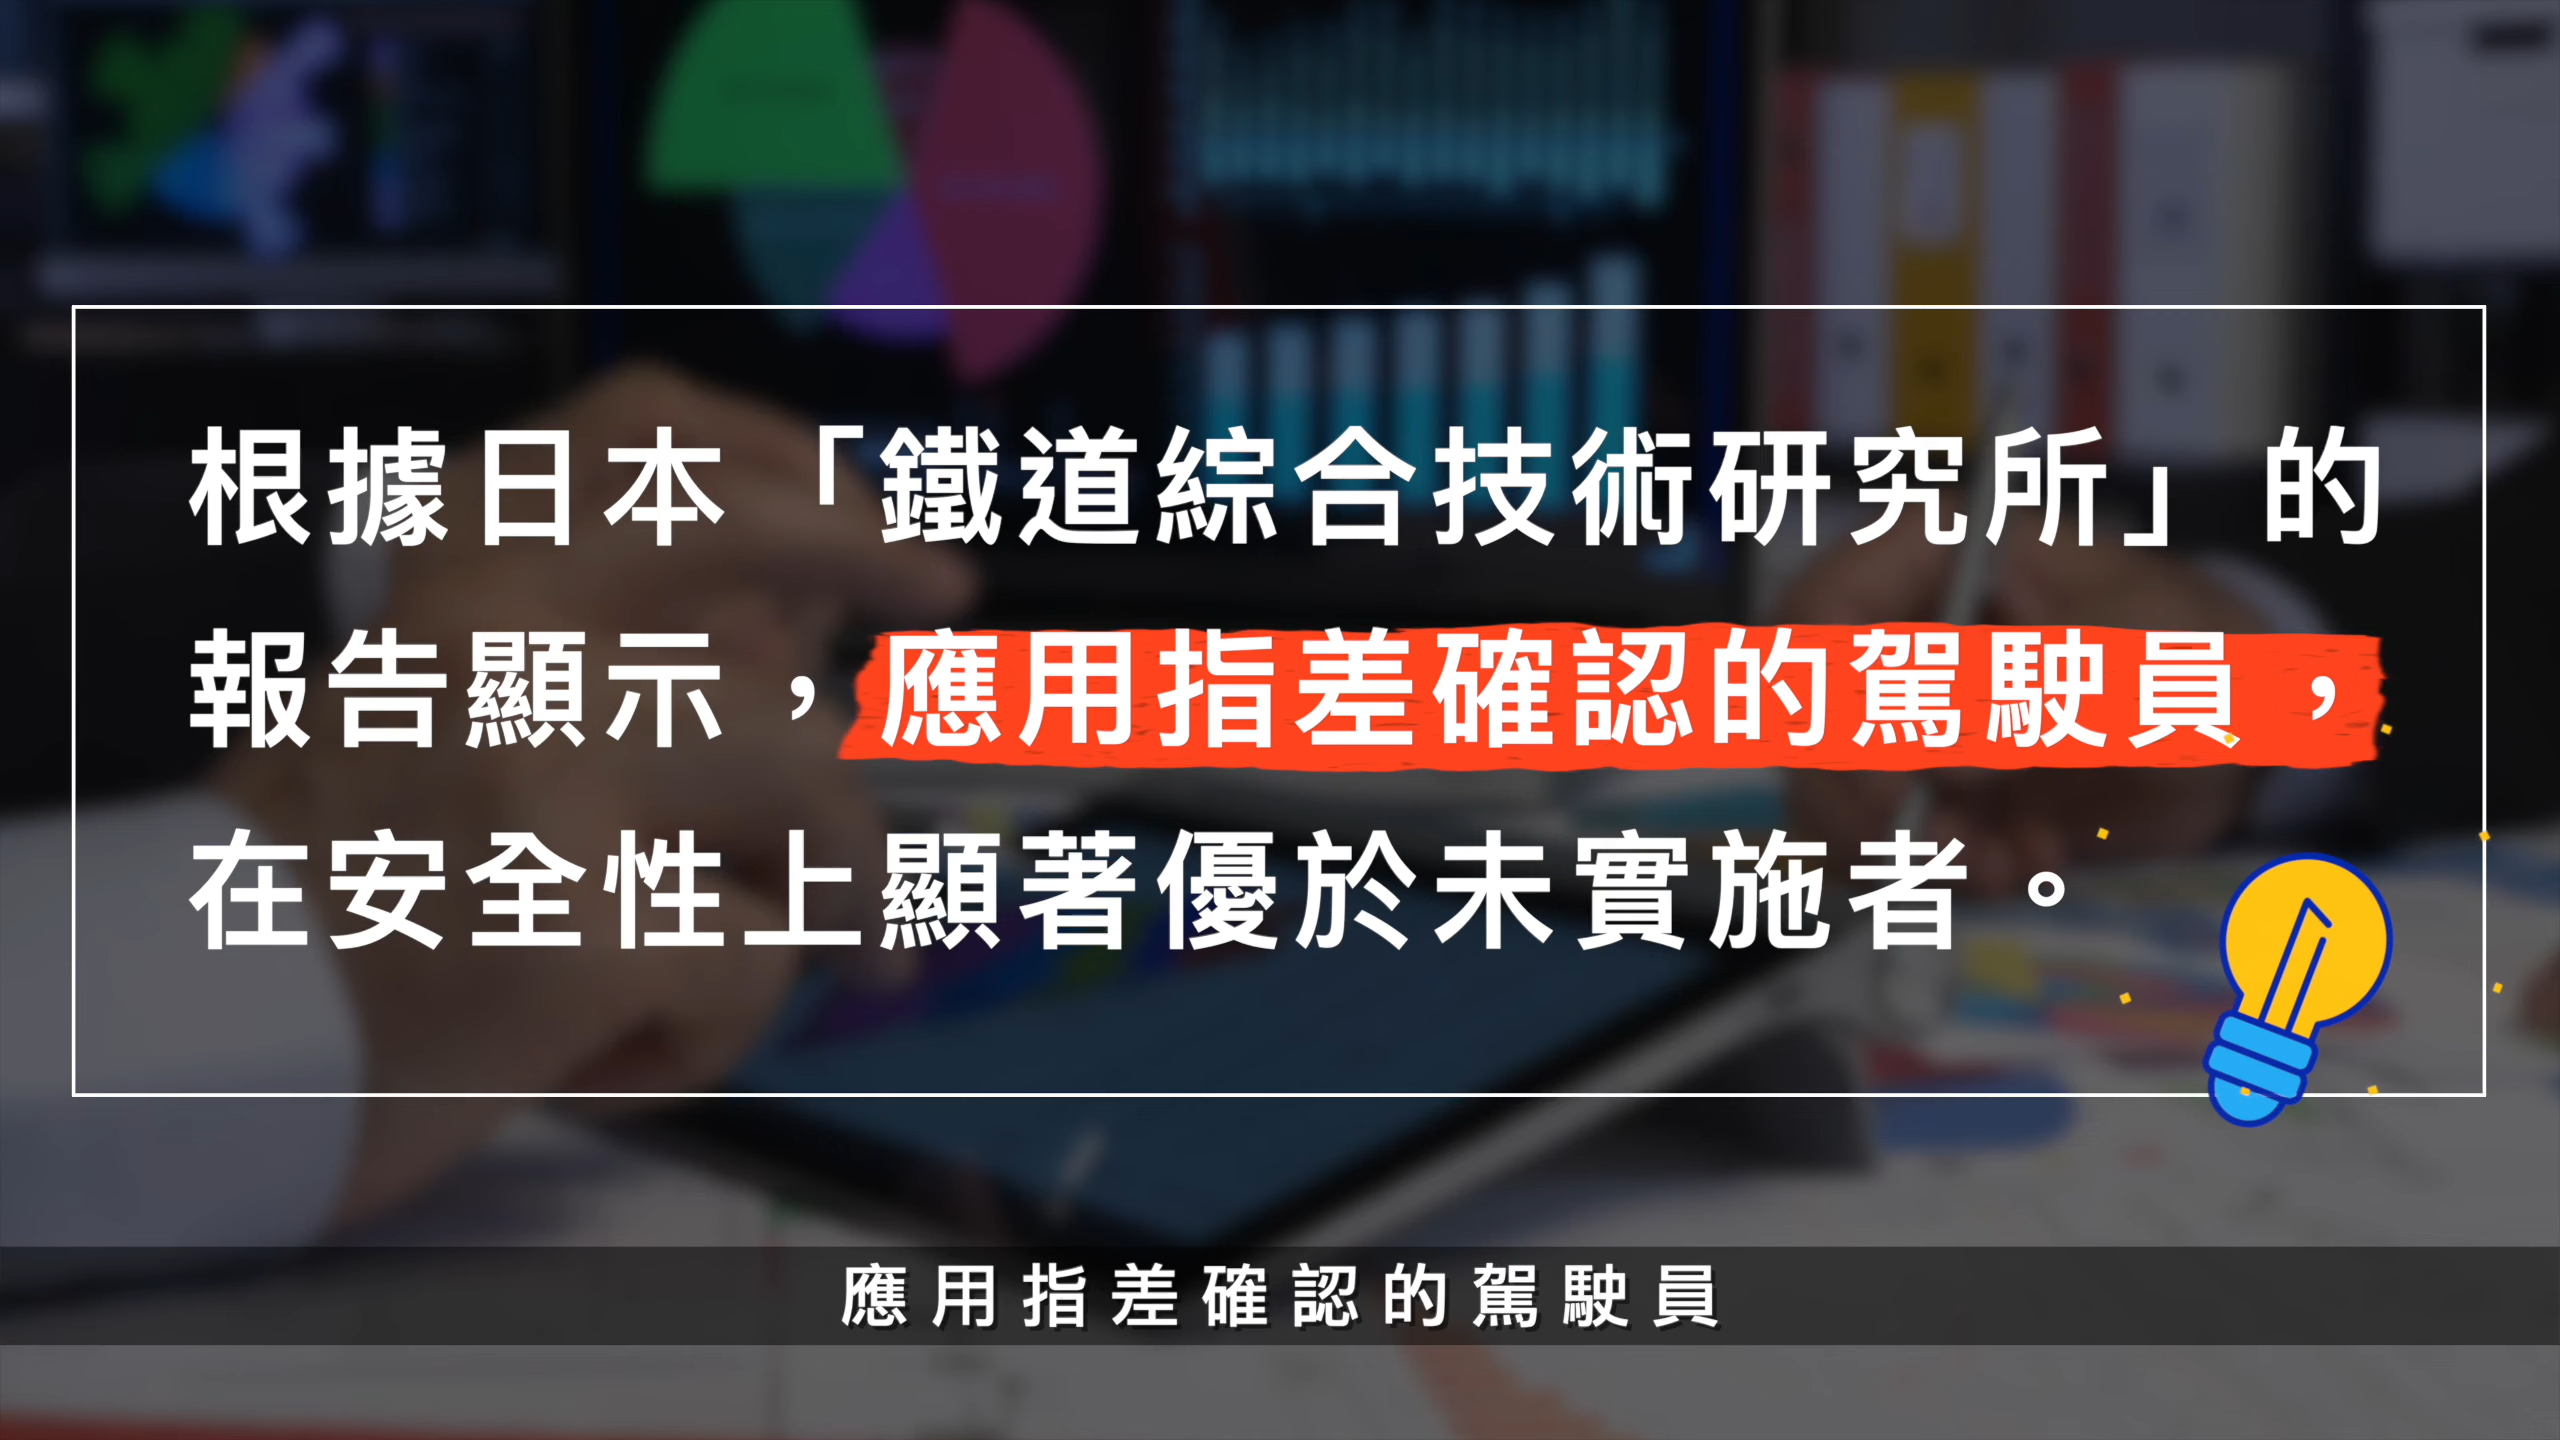 根據日本「鐵道綜合技術研究所」的
報告顯示，應用指差確認的駕駛員，
在安全性上顯著優於未實施者。
應用指差確認的駕駛員